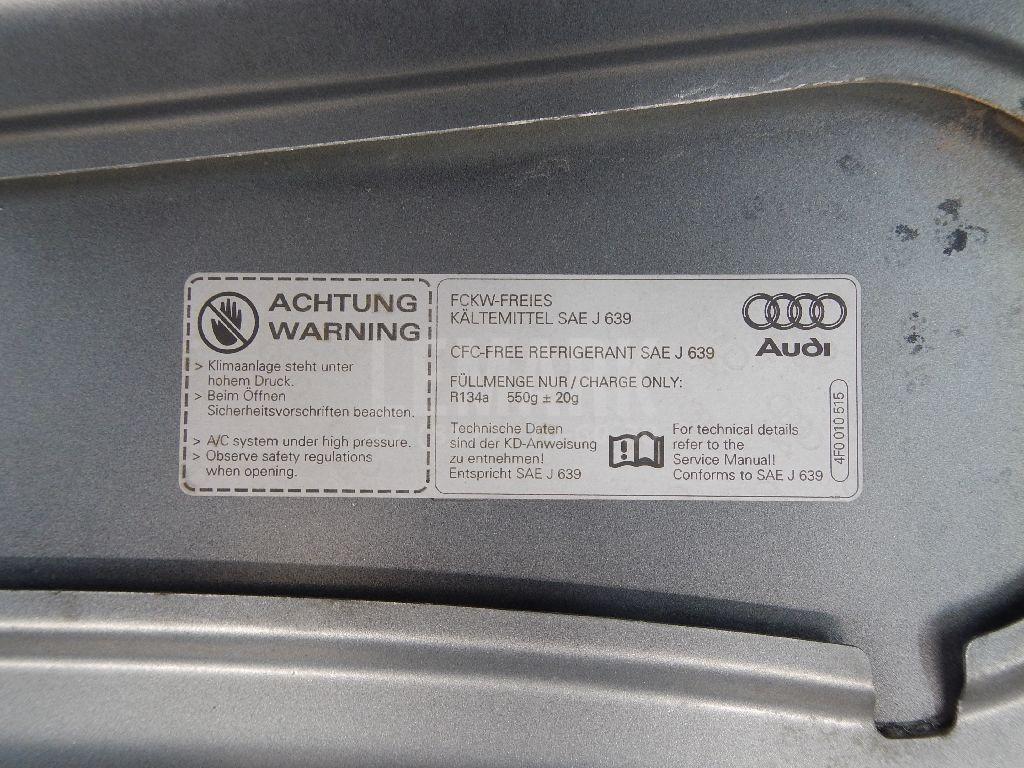 ACHTUNG
WARNING
> Klimaanlage steht unter
hohem Druck.
> Beim Öffnen
Sicherheitsvorschriften beachten.
> A/C system under high pressure.
> Observe safety regulations
when opening.
FCKW-FREIES
KÄLTEMITTEL SAE J 639
CFC-FREE REFRIGERANT SAE J 639
FÜLLMENGE NUR / CHARGE ONLY:
R134a 550g ± 20g
Technische Daten
sind der KD-Anweisung
zu entnehmen!
Entspricht SAE J 639
For technical details
refer to the
Service Manual!
Conforms to SAE J 639
Audi
4F0 010 515